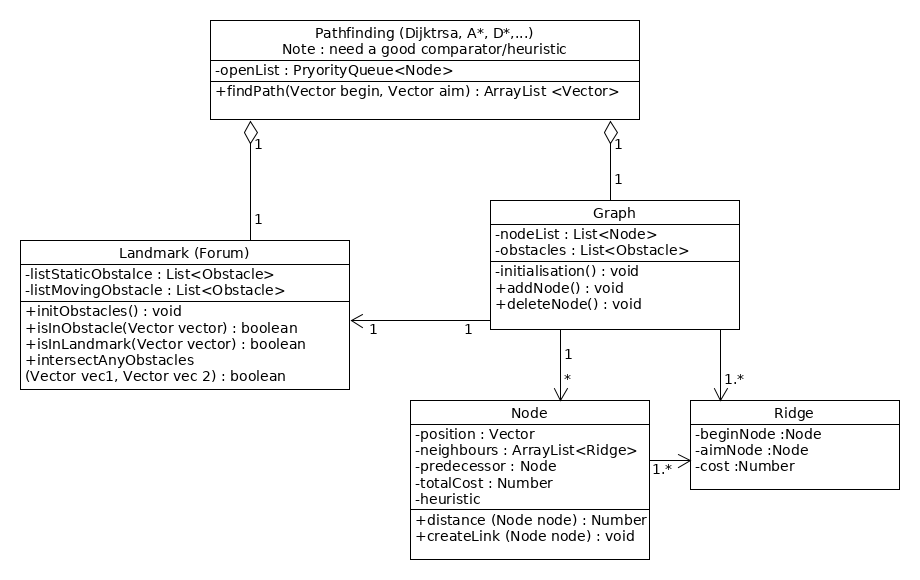 Pathfinding (Dijktrsa, A*, D*,...)
Note : need a good comparator/heuristic
-openList : PryorityQueue<Node>
+findPath(Vector begin, Vector aim) : ArrayList <Vector>
1
1
1
1
Landmark (Forum)
-listStaticObstalce : List<Obstacle>
-listMovingObstacle : List<Obstacle>
+initObstacles() : void
+isInObstacle(Vector vector) : boolean
+isInLandmark(Vector vector) : boolean
+intersectAnyObstacles
(Vector vec1, Vector vec 2) : boolean
Graph
-nodeList : List<Node>
-obstacles : List<Obstacle>
-initialisation() : void
+addNode() : void
+deleteNode() : void
1
1
1
*
1.*
Node
-position : Vector
-neighbours : ArrayList<Ridge>
-predecessor : Node
-totalCost : Number
-heuristic
+distance (Node node) : Number
+createLink (Node node) : void
1.*
Ridge
-beginNode :Node
-aimNode :Node
-cost :Number